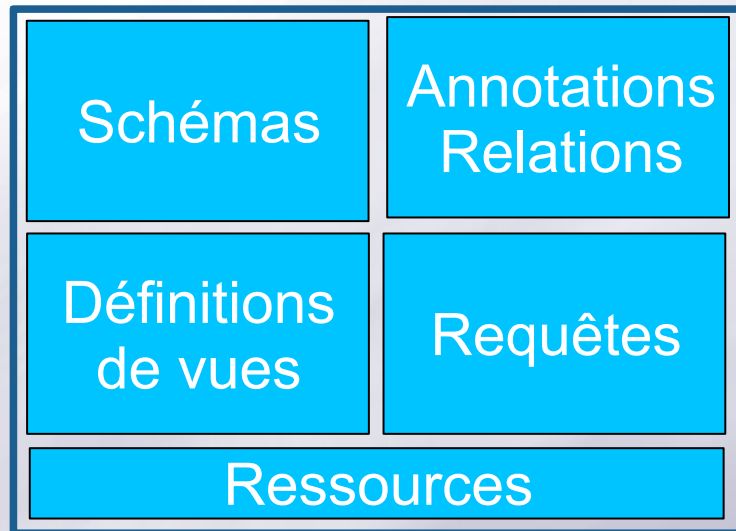 Schémas
Annotations
Relations
Définitions
de vues
Requêtes
Ressources